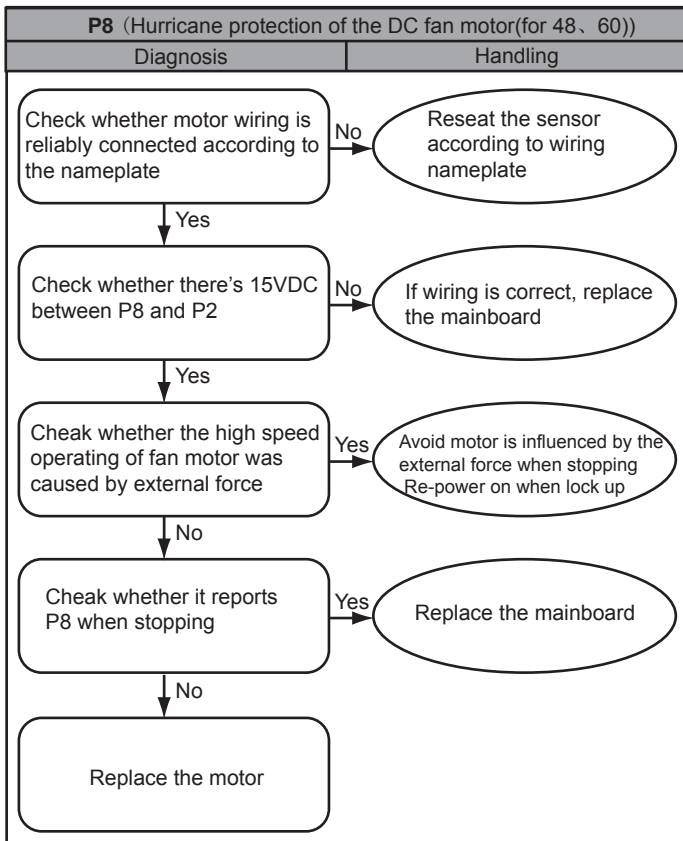 P8（Hurricane protection of the DC fan motor(for 48、60))
Diagnosis
Handling
Check whether motor wiring is
reliably connected according to
the nameplate
No
Reseat the sensor
according to wiring
nameplate
Yes
Check whether there's 15VDC
between P8 and P2
No
If wiring is correct, replace
the mainboard
Yes
Cheak whether the high speed
operating of fan motor was
caused by external force
Yes
Avoid motor is influenced by the
external force when stopping
Re-power on when lock up
No
Cheak whether it reports
P8 when stopping
Yes
Replace the mainboard
No
Replace the motor